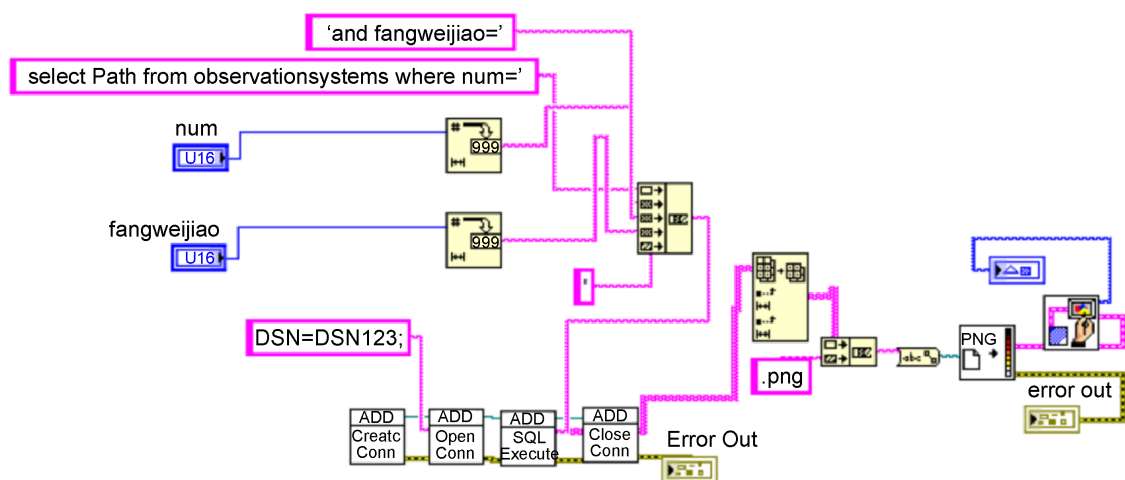 ‘and fangweijiao=’
select Path from observationsystems where num=’
num
U16
999
fangweijiao
U16
999
'
DSN=DSN123;
.png
PNG
error out
ADD
Creatc
Conn
ADD
Open
Conn
ADD
SQL
Execute
ADD
Close
Conn
Error Out